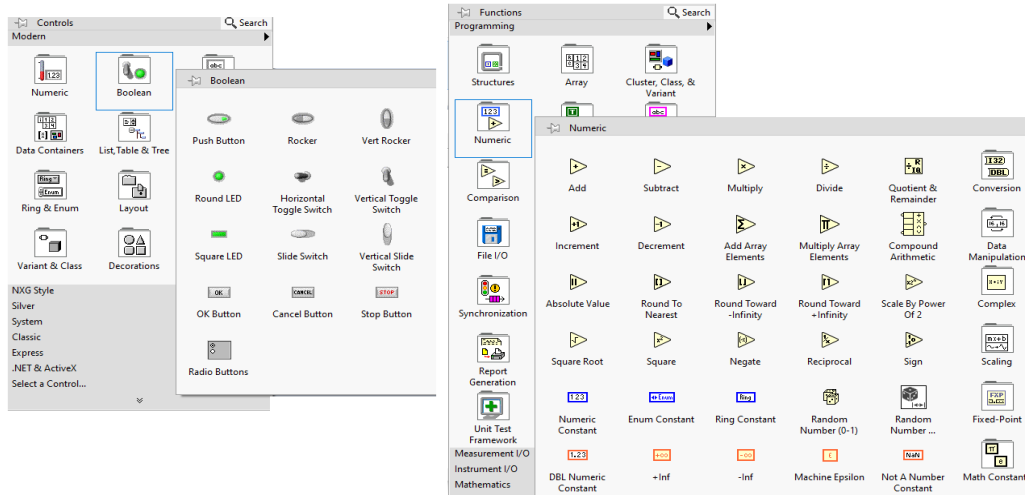 Controls
Search
Modern
Numeric
Boolean
Data Containers
List, Table & Tree
Ring & Enum
Layout
Variant & Class
Decorations
NXG Style
Silver
System
Classic
Express
.NET & ActiveX
Select a Control...
Boolean
Push Button
Rocker
Vert Rocker
Round LED
Horizontal
Toggle Switch
Vertical Toggle
Switch
Square LED
Slide Switch
Vertical Slide
Switch
OK
CANCEL
STOP
OK Button
Cancel Button
Stop Button
Radio Buttons
Functions
Search
Programming
Structures
Array
Cluster, Class, &
Variant
Numeric
Comparison
File I/O
Synchronization
Report
Generation
Unit Test
Framework
Measurement I/O
Instrument I/O
Mathematics
Numeric
Add
Subtract
Multiply
Divide
Quotient &
Remainder
I32
DBL
Conversion
Increment
Decrement
Add Array
Elements
Multiply Array
Elements
Compound
Arithmetic
Data
Manipulation
Absolute Value
Round To
Nearest
Round Toward
-Infinity
Round Toward
+Infinity
Scale By Power
Of 2
Complex
Square Root
Square
Negate
Reciprocal
Sign
Scaling
123
Enum
Ring
Numeric
Constant
Enum Constant
Ring Constant
Random
Number (0-1)
Random
Number ...
FXP
Fixed-Point
1.23
+∞
-∞
ε
NaN
π
e
DBL Numeric
Constant
+Inf
-Inf
Machine Epsilon
Not A Number
Constant
Math Constant